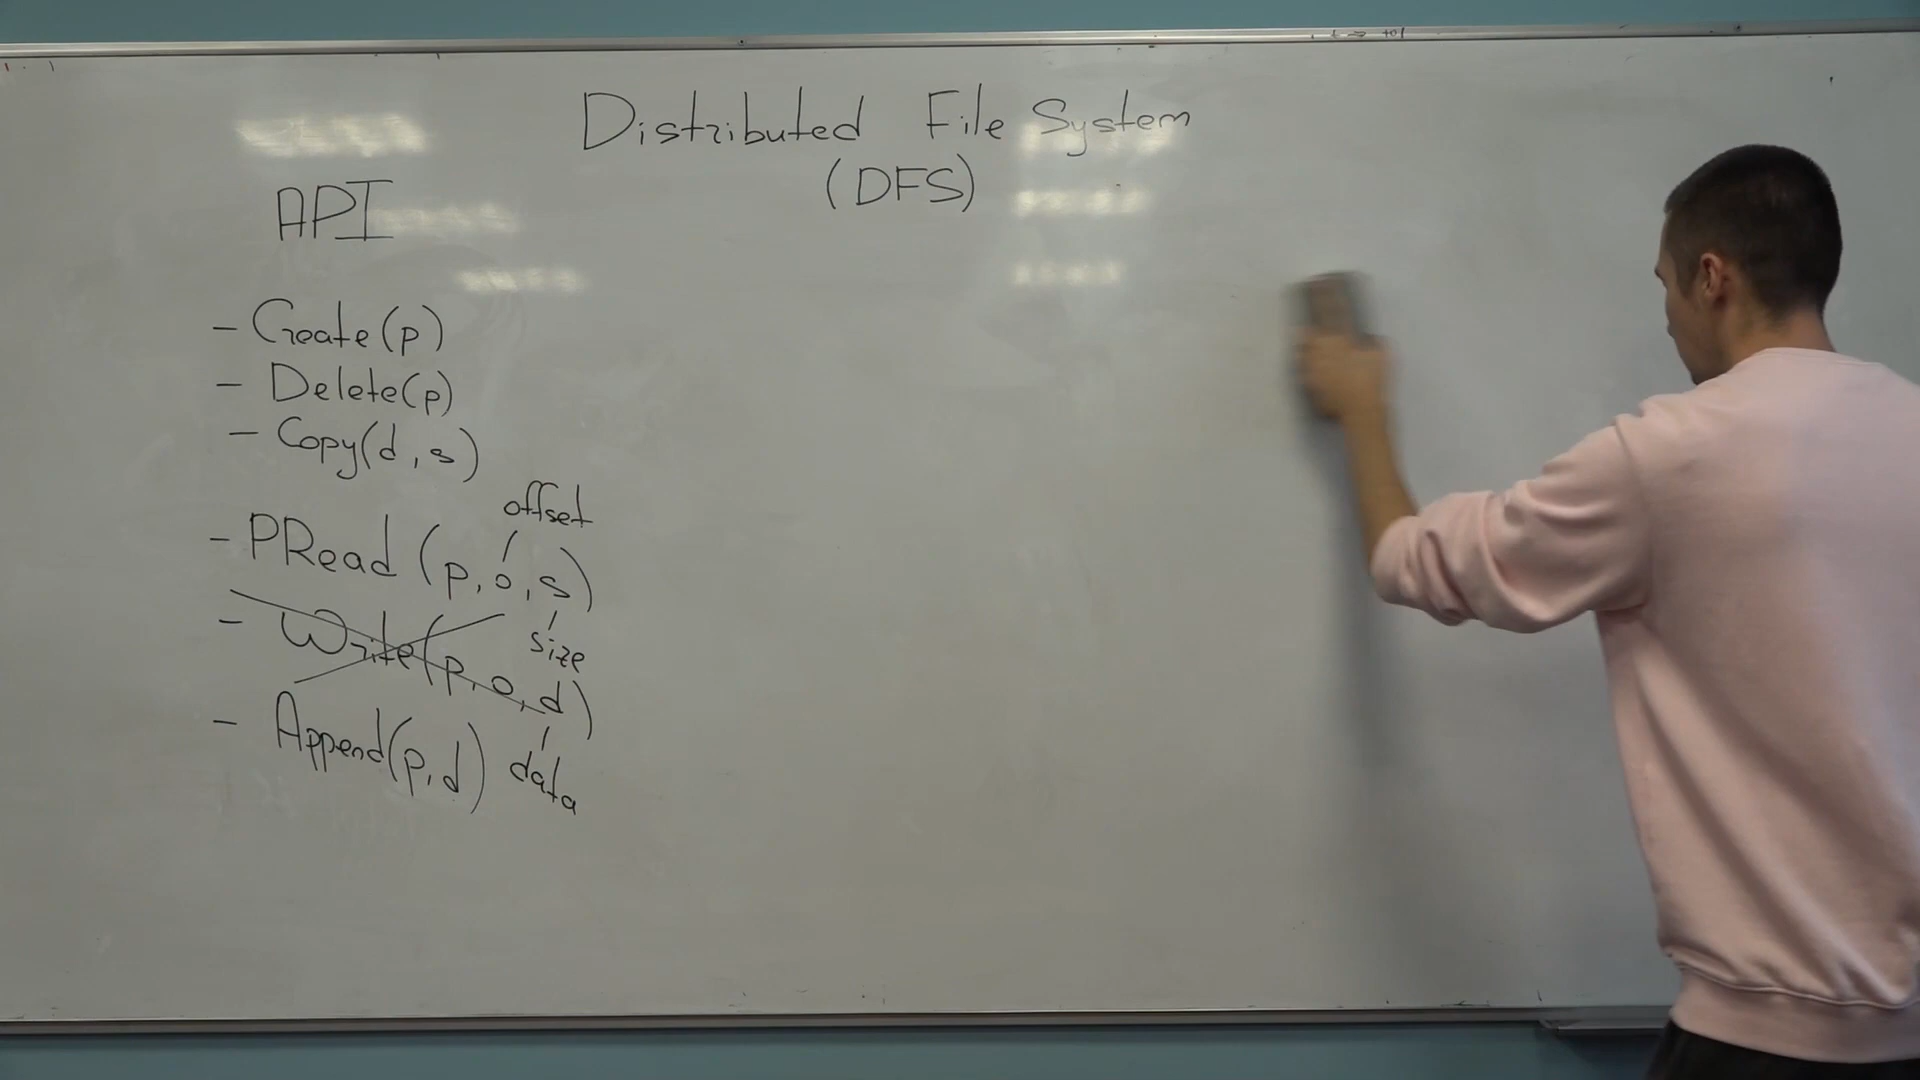 Distributed File System
(DFS)
API
- Create(p)
- Delete(p)
- Copy(d, s)
offset
- PRead (p, o, s)
size
- Write(p, o, d)
- Append(p, d)
data